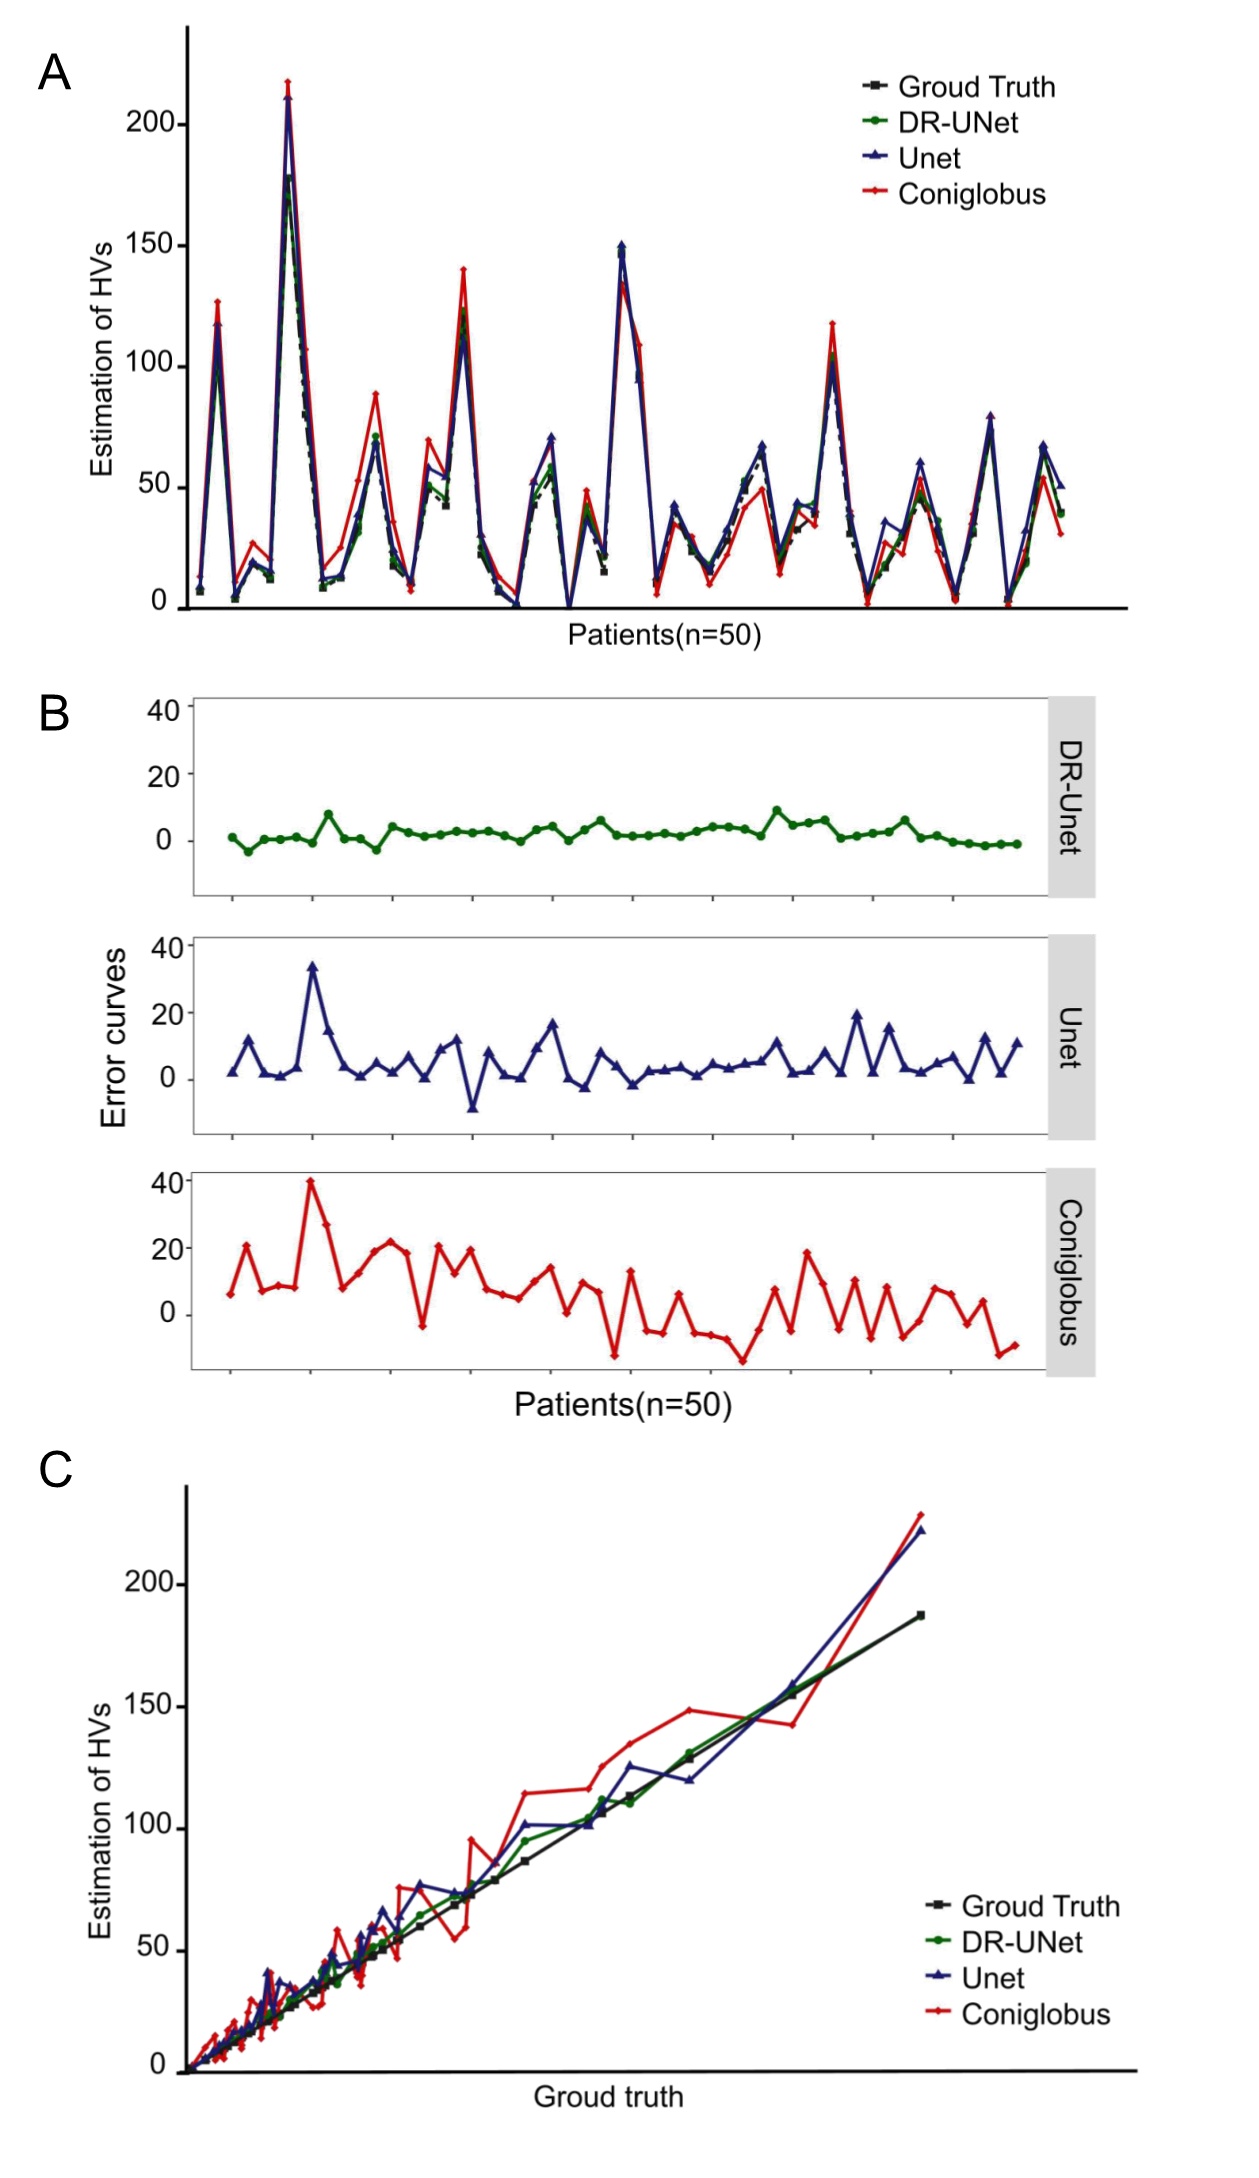 A
Estimation of HVs
200
150
100
50
0
Groud Truth
DR-UNet
Unet
Coniglobus
Patients(n=50)
B
Error curves
40
20
0
DR-Unet
40
20
0
Unet
40
20
0
Coniglobus
Patients(n=50)
C
Estimation of HVs
200
150
100
50
0
Groud Truth
DR-UNet
Unet
Coniglobus
Groud truth